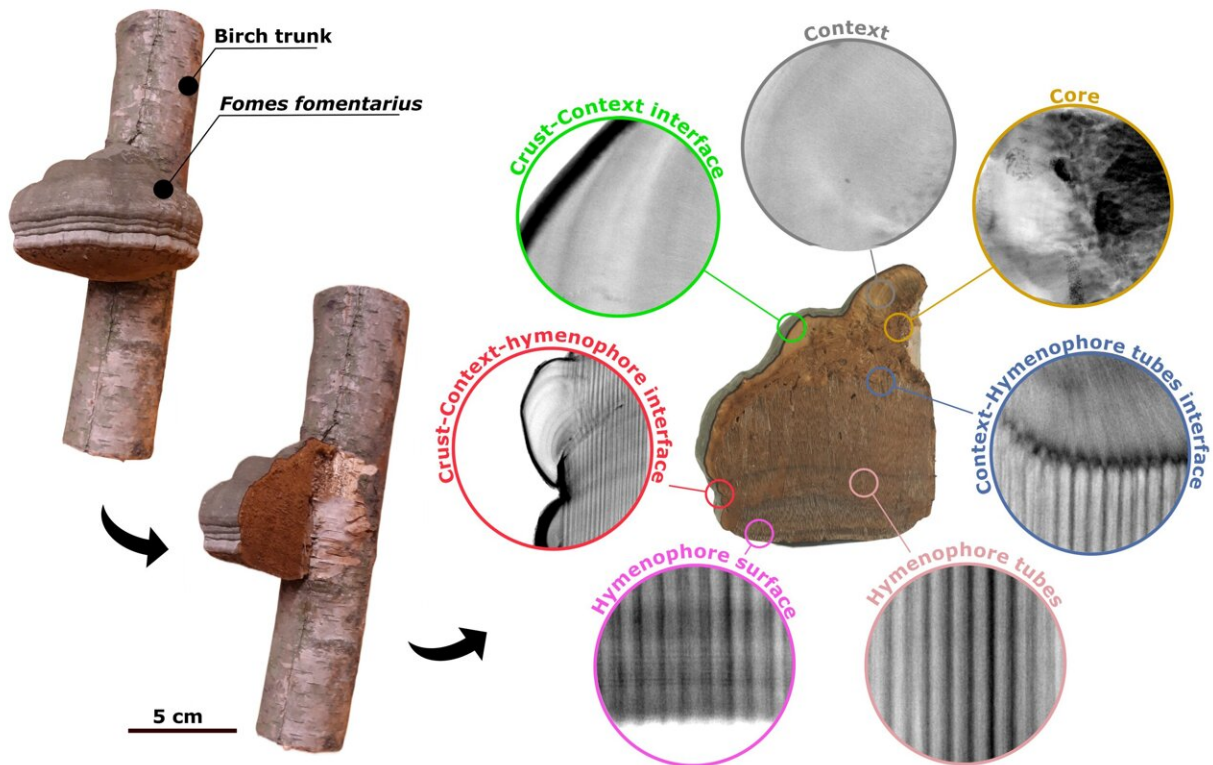 Birch trunk
Fomes fomentarius
5 cm
Context
Crust-Context interface
Core
Crust-Context-hymenophore interface
Context-Hymenophore tubes interface
Hymenophore surface
Hymenophore tubes